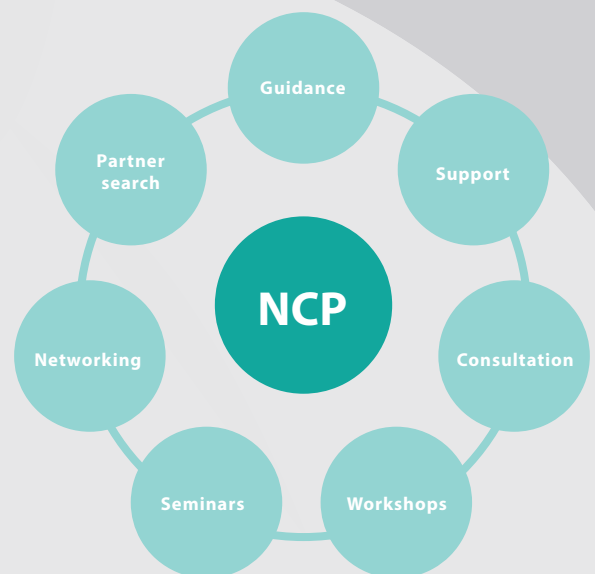 Guidance
Partner
search
Support
NCP
Networking
Consultation
Seminars
Workshops